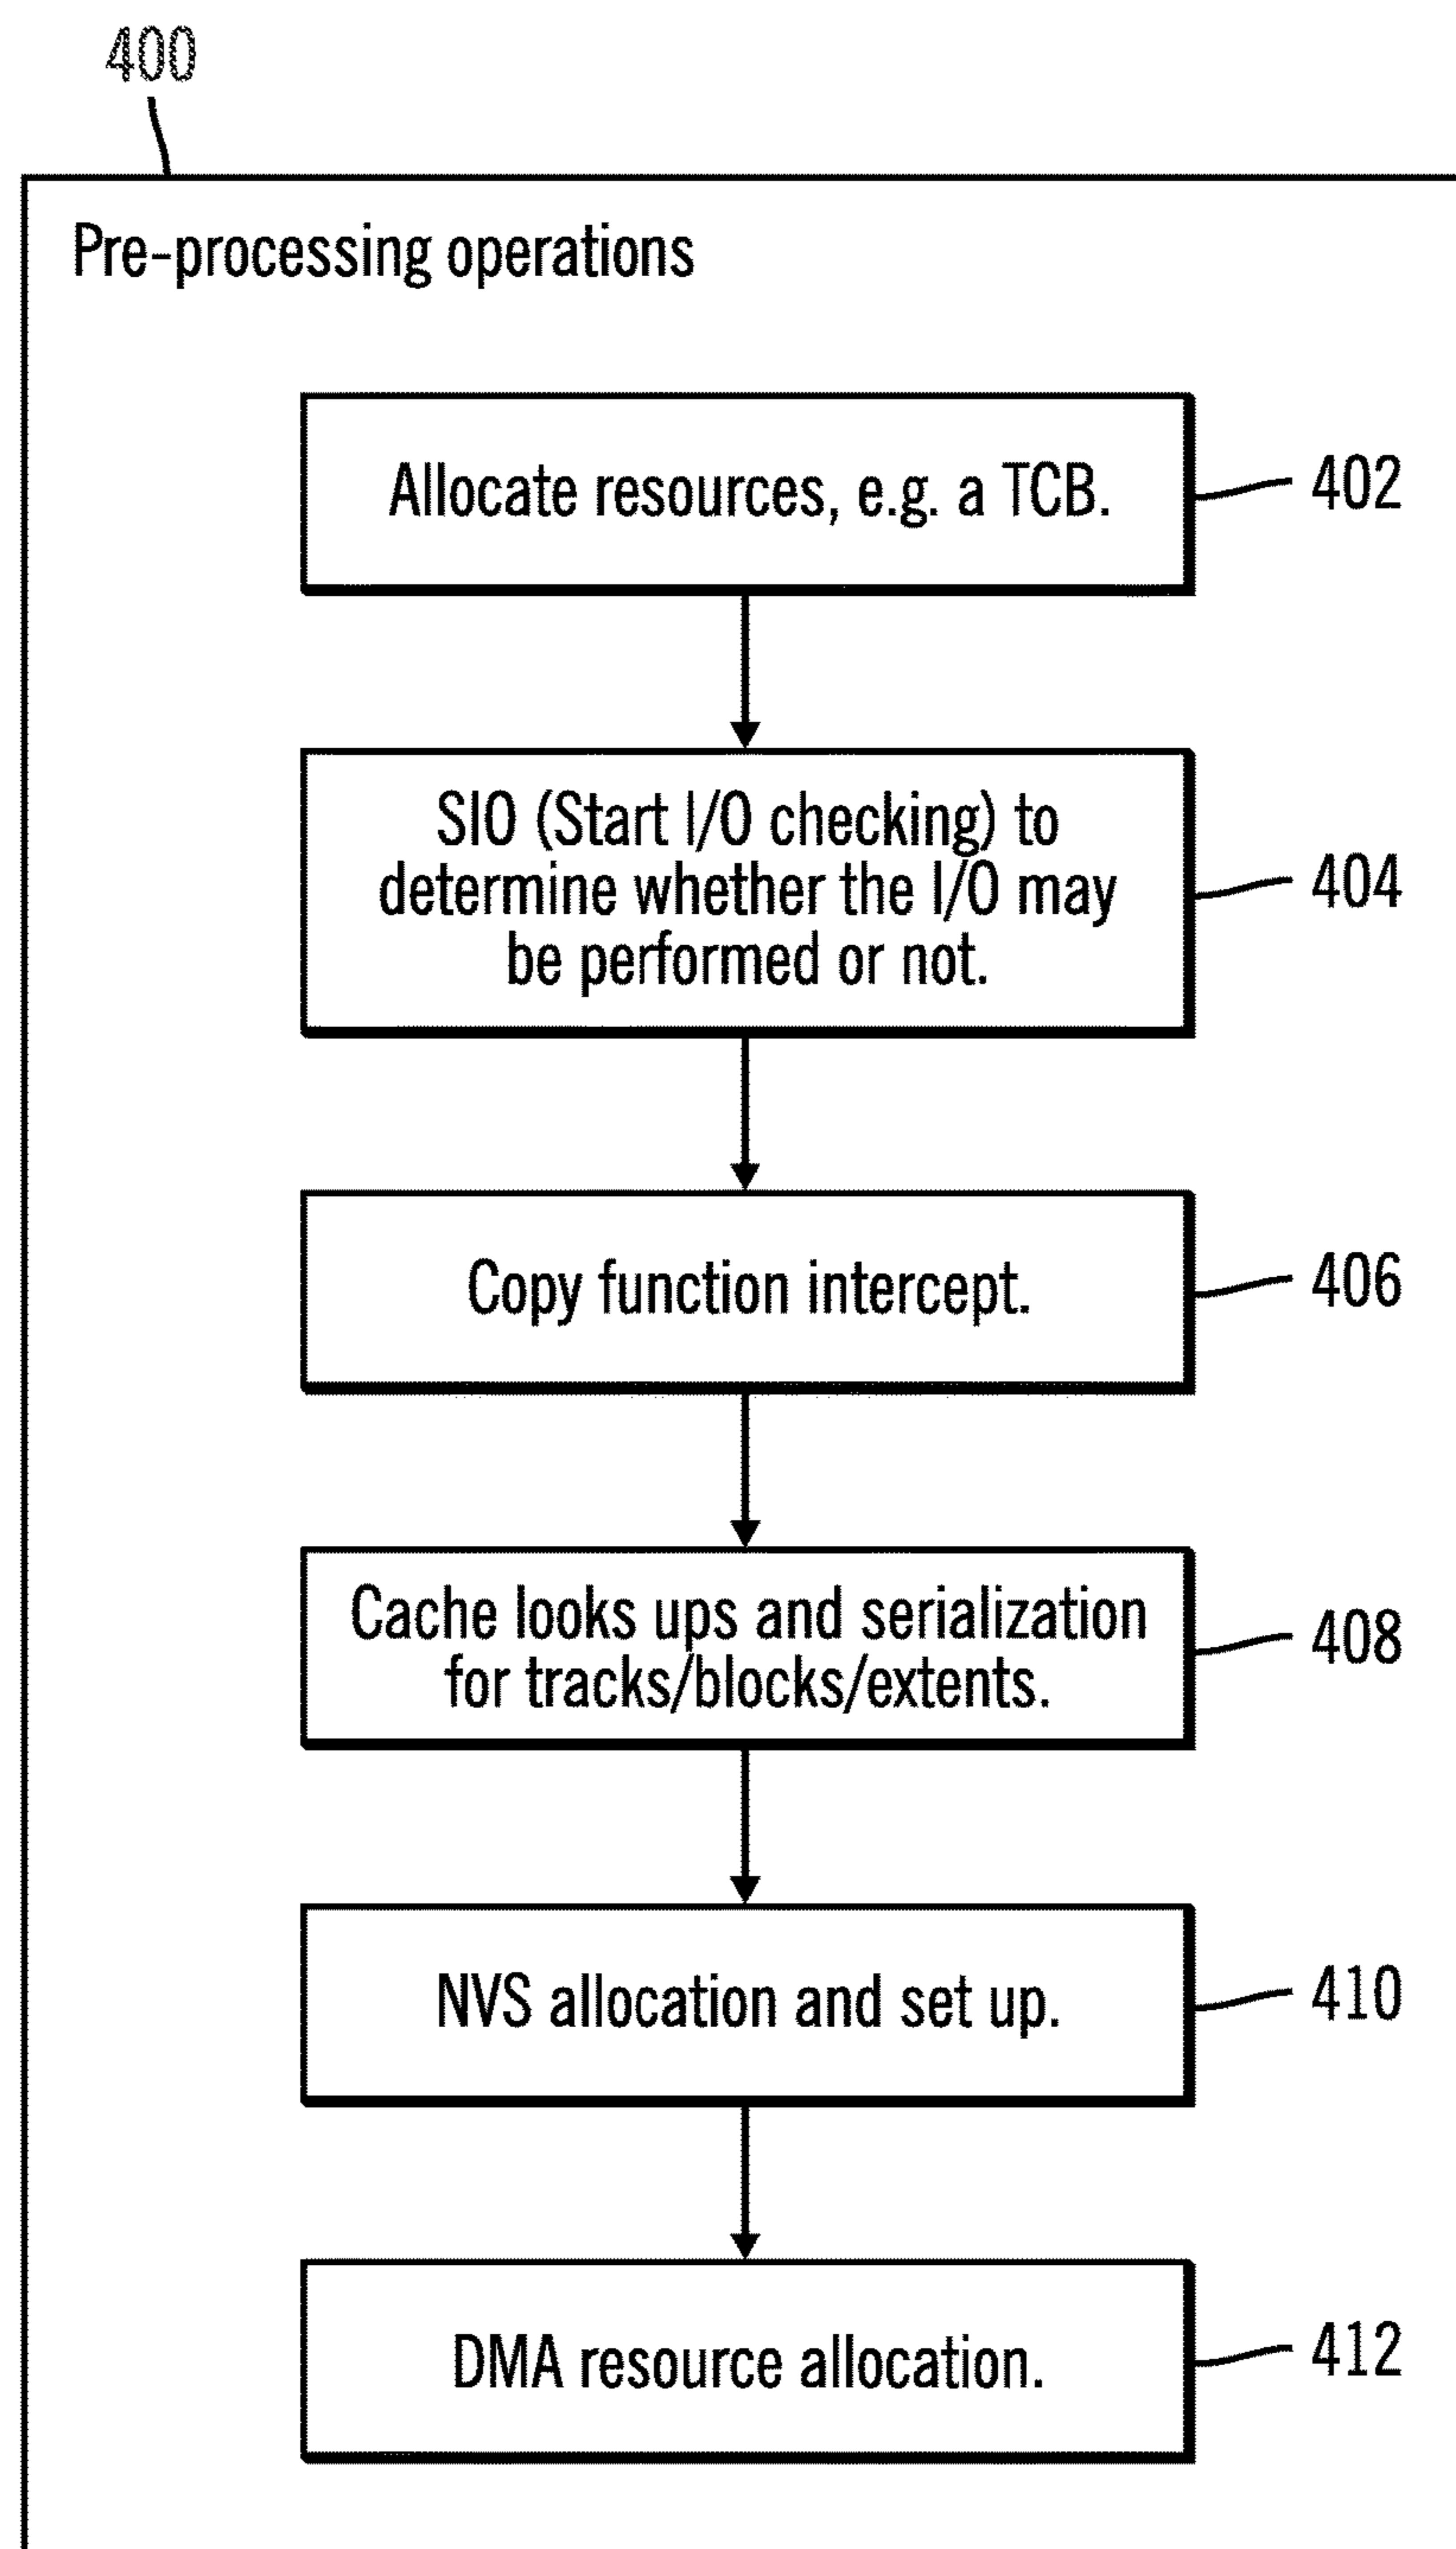 400
Pre-processing operations
Allocate resources, e.g. a TCB.
402
SIO (Start I/O checking) to
determine whether the I/O may
be performed or not.
404
Copy function intercept.
406
Cache looks ups and serialization
for tracks/blocks/extents.
408
NVS allocation and set up.
410
DMA resource allocation.
412